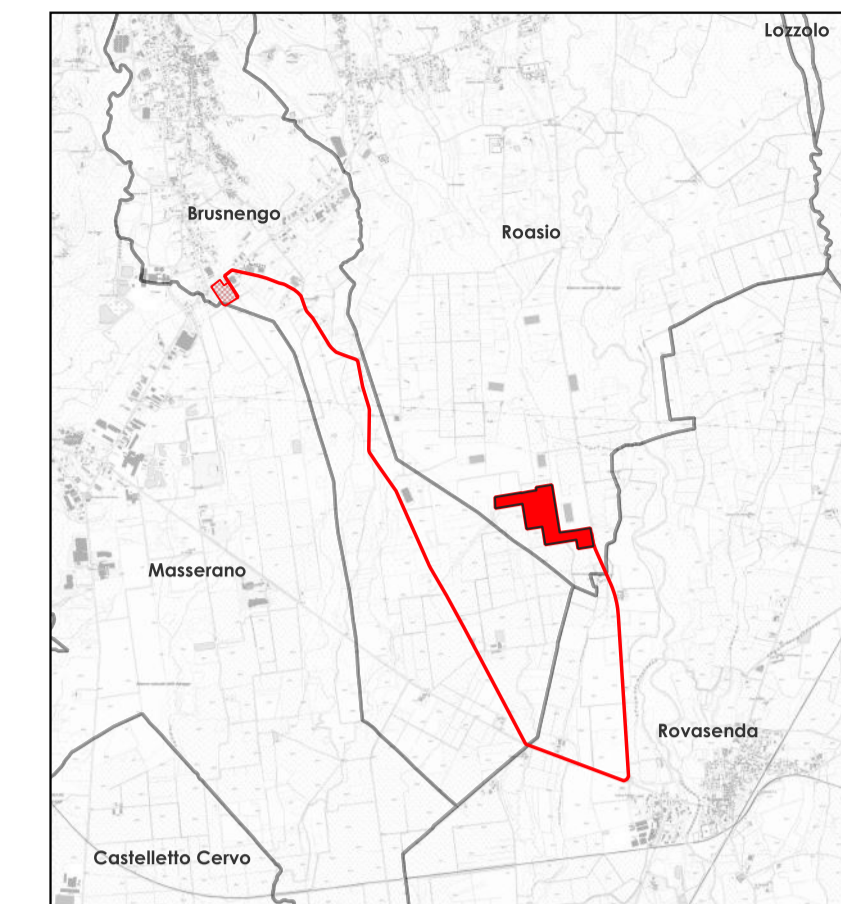 Lozzolo
Brusnengo
Roasio
Masserano
Rovasenda
Castelletto Cervo